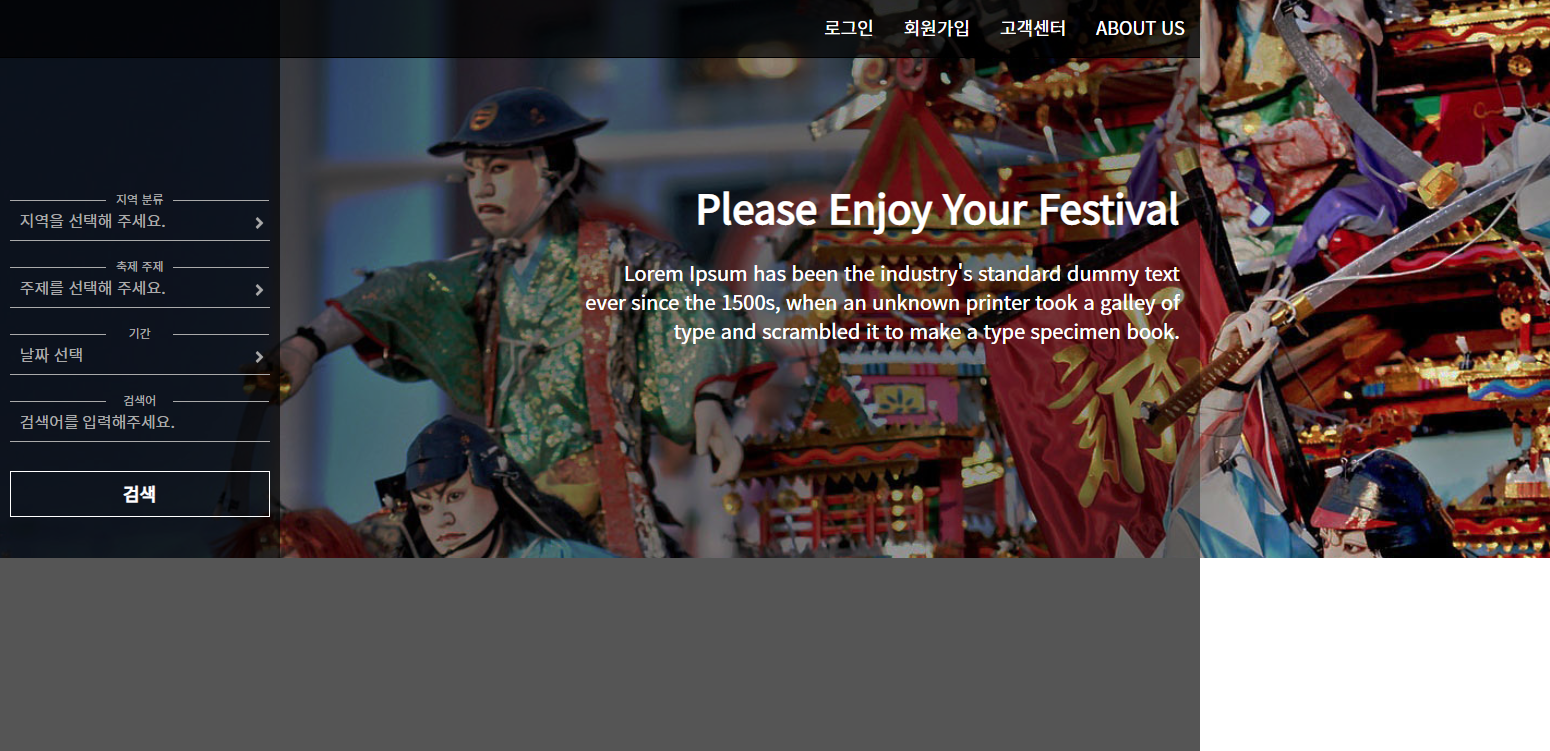 로그인 회원가입 고객센터 ABOUT US
지역 분류
지역을 선택해 주세요.
축제 주제
주제를 선택해 주세요.
기간
날짜 선택
검색어
검색어를 입력해주세요.
검색
Please Enjoy Your Festival
Lorem Ipsum has been the industry's standard dummy text
ever since the 1500s, when an unknown printer took a galley of
type and scrambled it to make a type specimen book.